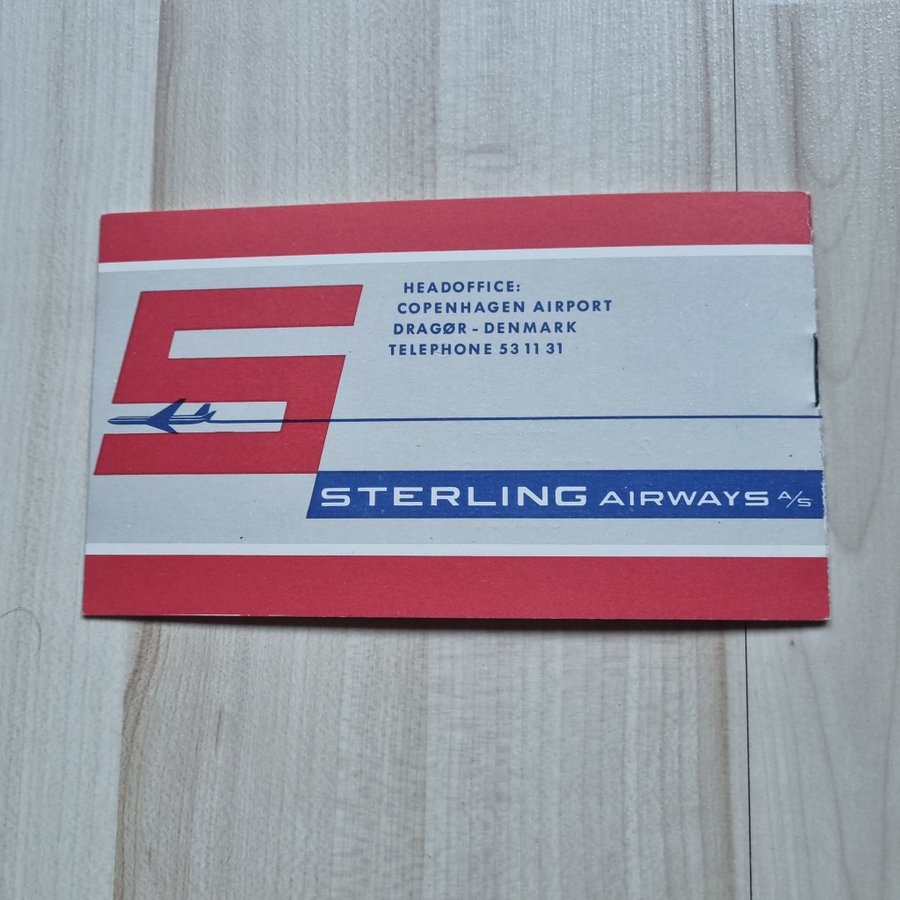 HEADOFFICE:
COPENHAGEN AIRPORT
DRAGØR - DENMARK
TELEPHONE 53 11 31
S
STERLING AIRWAYS A/S